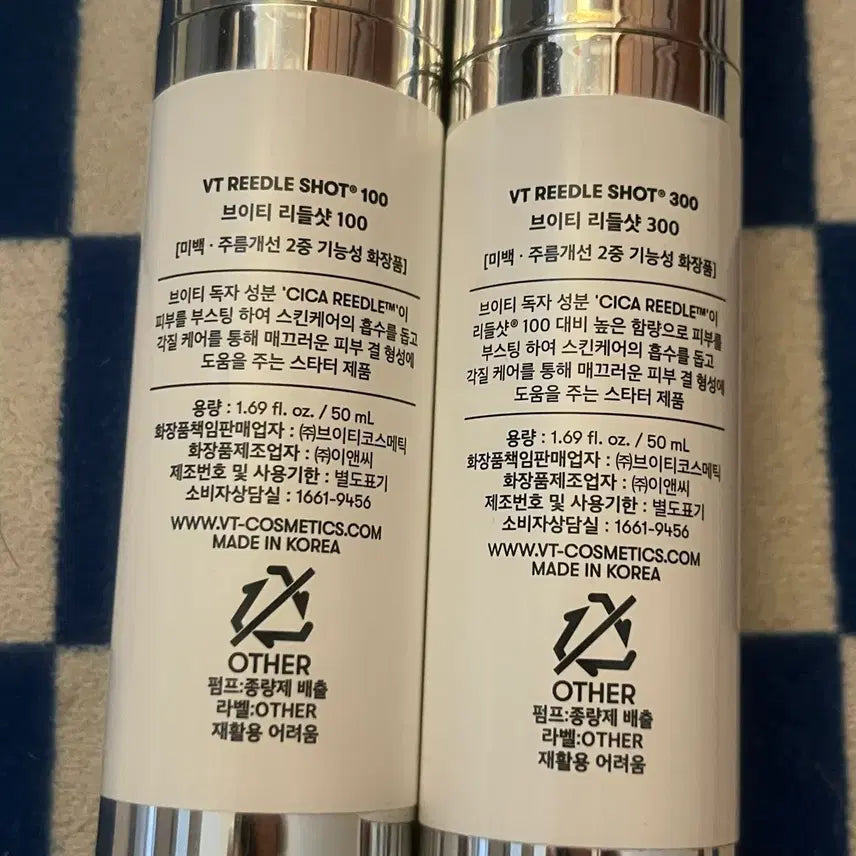 VT REEDLE SHOT® 100
브이티 리들샷 100
[미백 · 주름개선 2중 기능성 화장품]
브이티 독자 성분 'CICA REEDLE™'이
피부를 부스팅 하여 스킨케어의 흡수를 돕고
각질 케어를 통해 매끄러운 피부 결 형성에
도움을 주는 스타터 제품
용량 : 1.69 fl. oz. / 50 mL
화장품책임판매업자 : ㈜브이티코스메틱
화장품제조업자 : ㈜이앤씨
제조번호 및 사용기한 : 별도표기
소비자상담실 : 1661-9456
WWW.VT-COSMETICS.COM
MADE IN KOREA
OTHER
펌프:종량제 배출
라벨:OTHER
재활용 어려움
VT REEDLE SHOT® 300
브이티 리들샷 300
[미백 · 주름개선 2중 기능성 화장품]
브이티 독자 성분 'CICA REEDLE™'이
리들샷® 100 대비 높은 함량으로 피부를
부스팅 하여 스킨케어의 흡수를 돕고
각질 케어를 통해 매끄러운 피부 결 형성에
도움을 주는 스타터 제품
용량 : 1.69 fl. oz. / 50 mL
화장품책임판매업자 : ㈜브이티코스메틱
화장품제조업자 : ㈜이앤씨
제조번호 및 사용기한 : 별도표기
소비자상담실 : 1661-9456
WWW.VT-COSMETICS.COM
MADE IN KOREA
OTHER
펌프:종량제 배출
라벨:OTHER
재활용 어려움